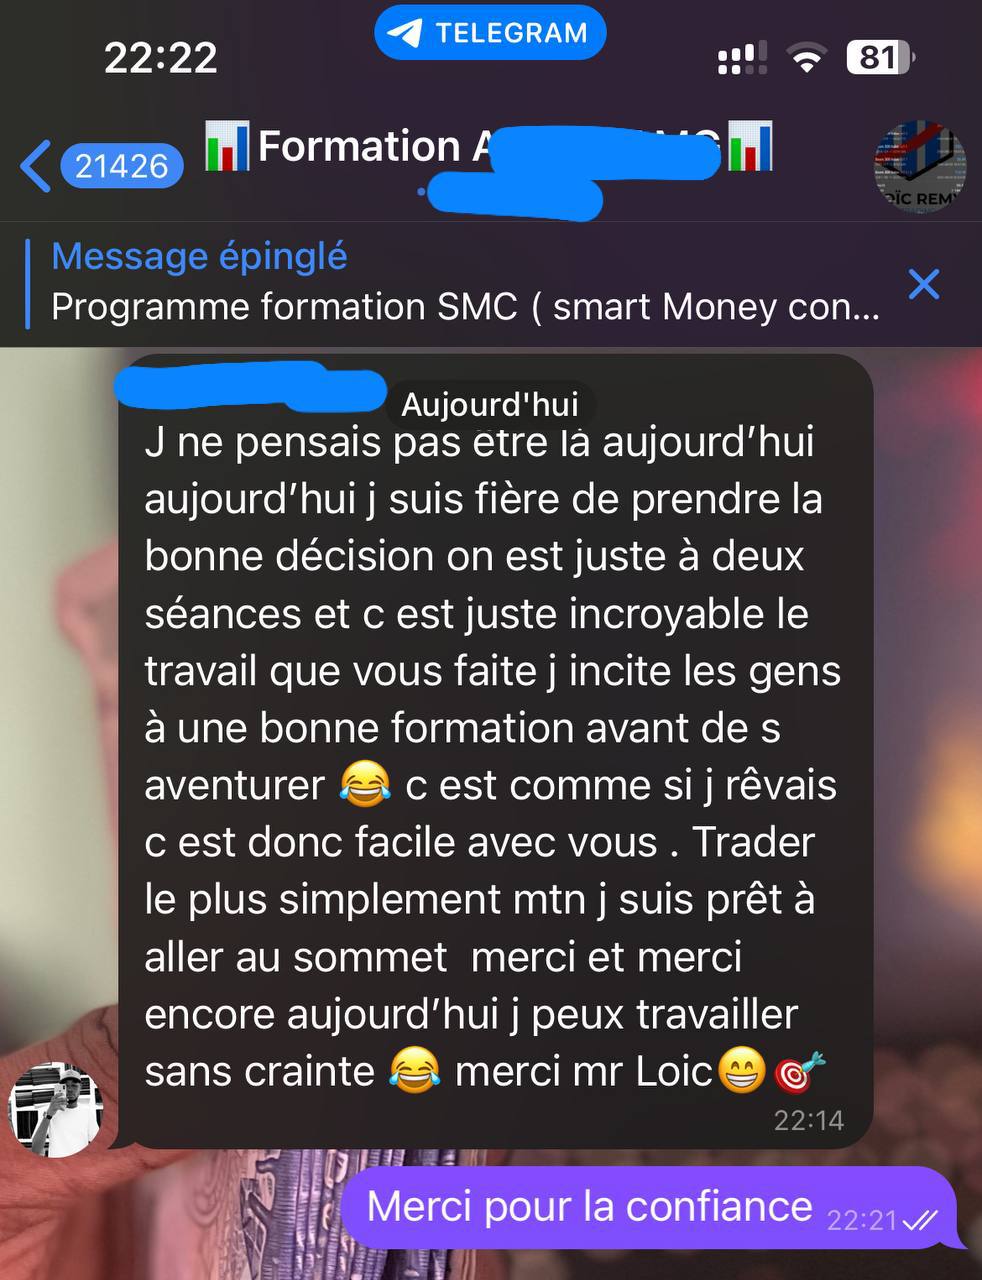 22:22
TELEGRAM
81
21426
📊 Formation 📊
ÏC REM
Message épinglé
Programme formation SMC ( smart Money con...
Aujourd'hui
J ne pensais pas être là aujourd’hui
aujourd’hui j suis fière de prendre la
bonne décision on est juste à deux
séances et c est juste incroyable le
travail que vous faite j incite les gens
à une bonne formation avant de s
aventurer 😂 c est comme si j rêvais
c est donc facile avec vous . Trader
le plus simplement mtn j suis prêt à
aller au sommet  merci et merci
encore aujourd’hui j peux travailler
sans crainte 😂 merci mr Loic😁🎯
22:14
Merci pour la confiance 22:21